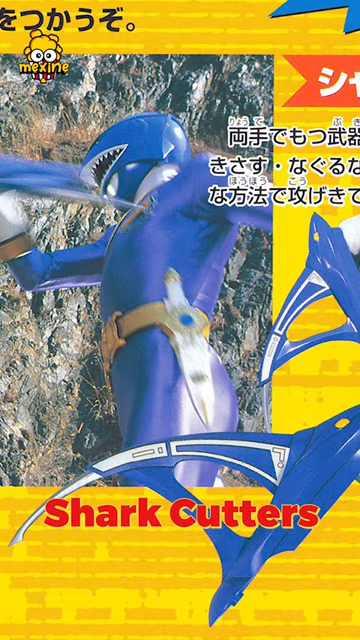 をつかうぞ。
mexine
シャ
両手でもつ武器
きさす・なぐるな
な方法で攻げきで
Shark Cutters